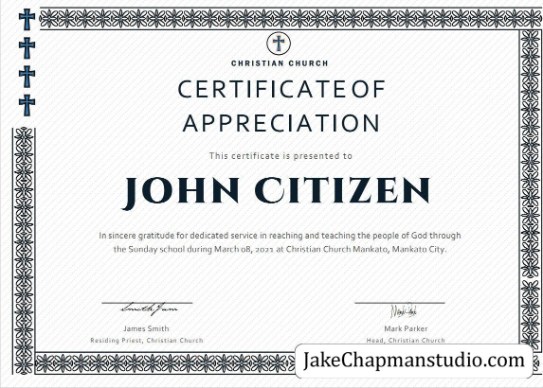 CHRISTIAN CHURCH
CERTIFICATE OF
APPRECIATION
This certificate is presented to
JOHN CITIZEN
In sincere gratitude for dedicated service in reaching and teaching the people of God through
the Sunday school during March 08, 2021 at Christian Church Mankato, Mankato City.
James Smith
Residing Priest, Christian Church
Mark Parker
Head, Christian Church
JakeChapmanstudio.com